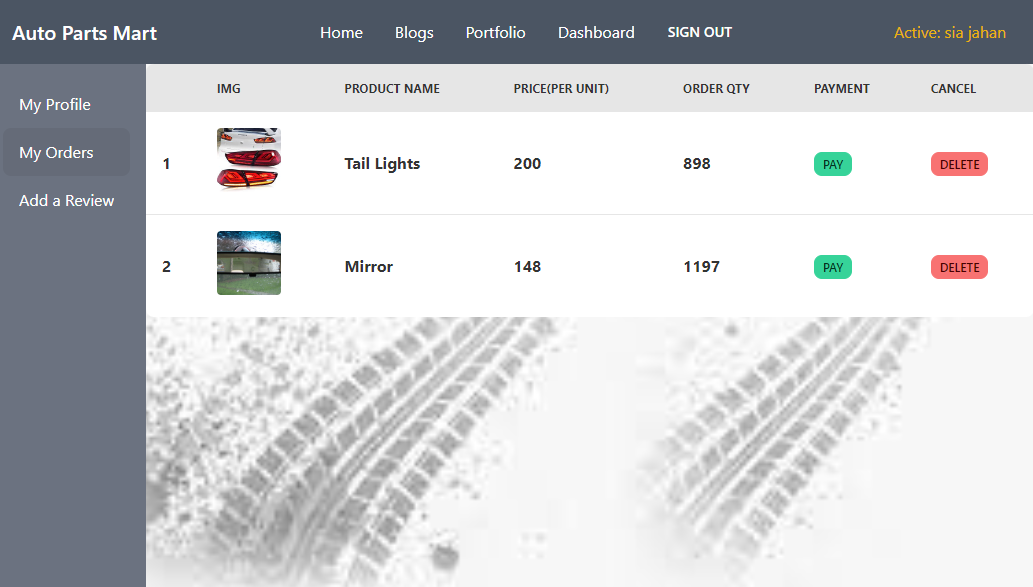 Auto Parts Mart Home Blogs Portfolio Dashboard SIGN OUT Active: sia jahan
My Profile
My Orders
Add a Review
IMG PRODUCT NAME PRICE(PER UNIT) ORDER QTY PAYMENT CANCEL
1 Tail Lights 200 898 PAY DELETE
2 Mirror 148 1197 PAY DELETE